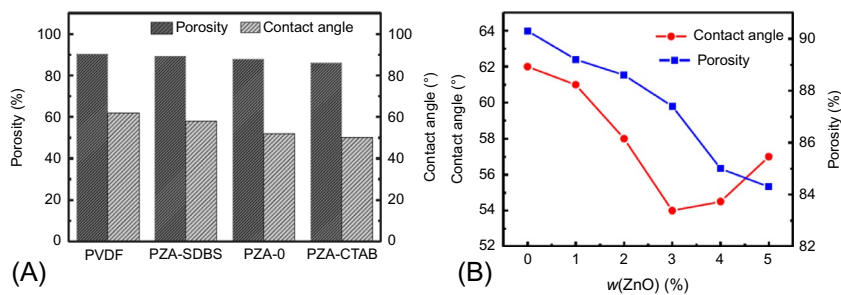 Porosity Contact angle
100
80
60
40
20
0
Porosity (%)
100
80
60
40
20
0
Contact angle (°)
PVDF PZA-SDBS PZA-0 PZA-CTAB
(A)
Contact angle
Porosity
64
62
60
58
56
54
52
Contact angle (°)
90
88
86
84
82
Porosity (%)
0 1 2 3 4 5
w(ZnO) (%)
(B)